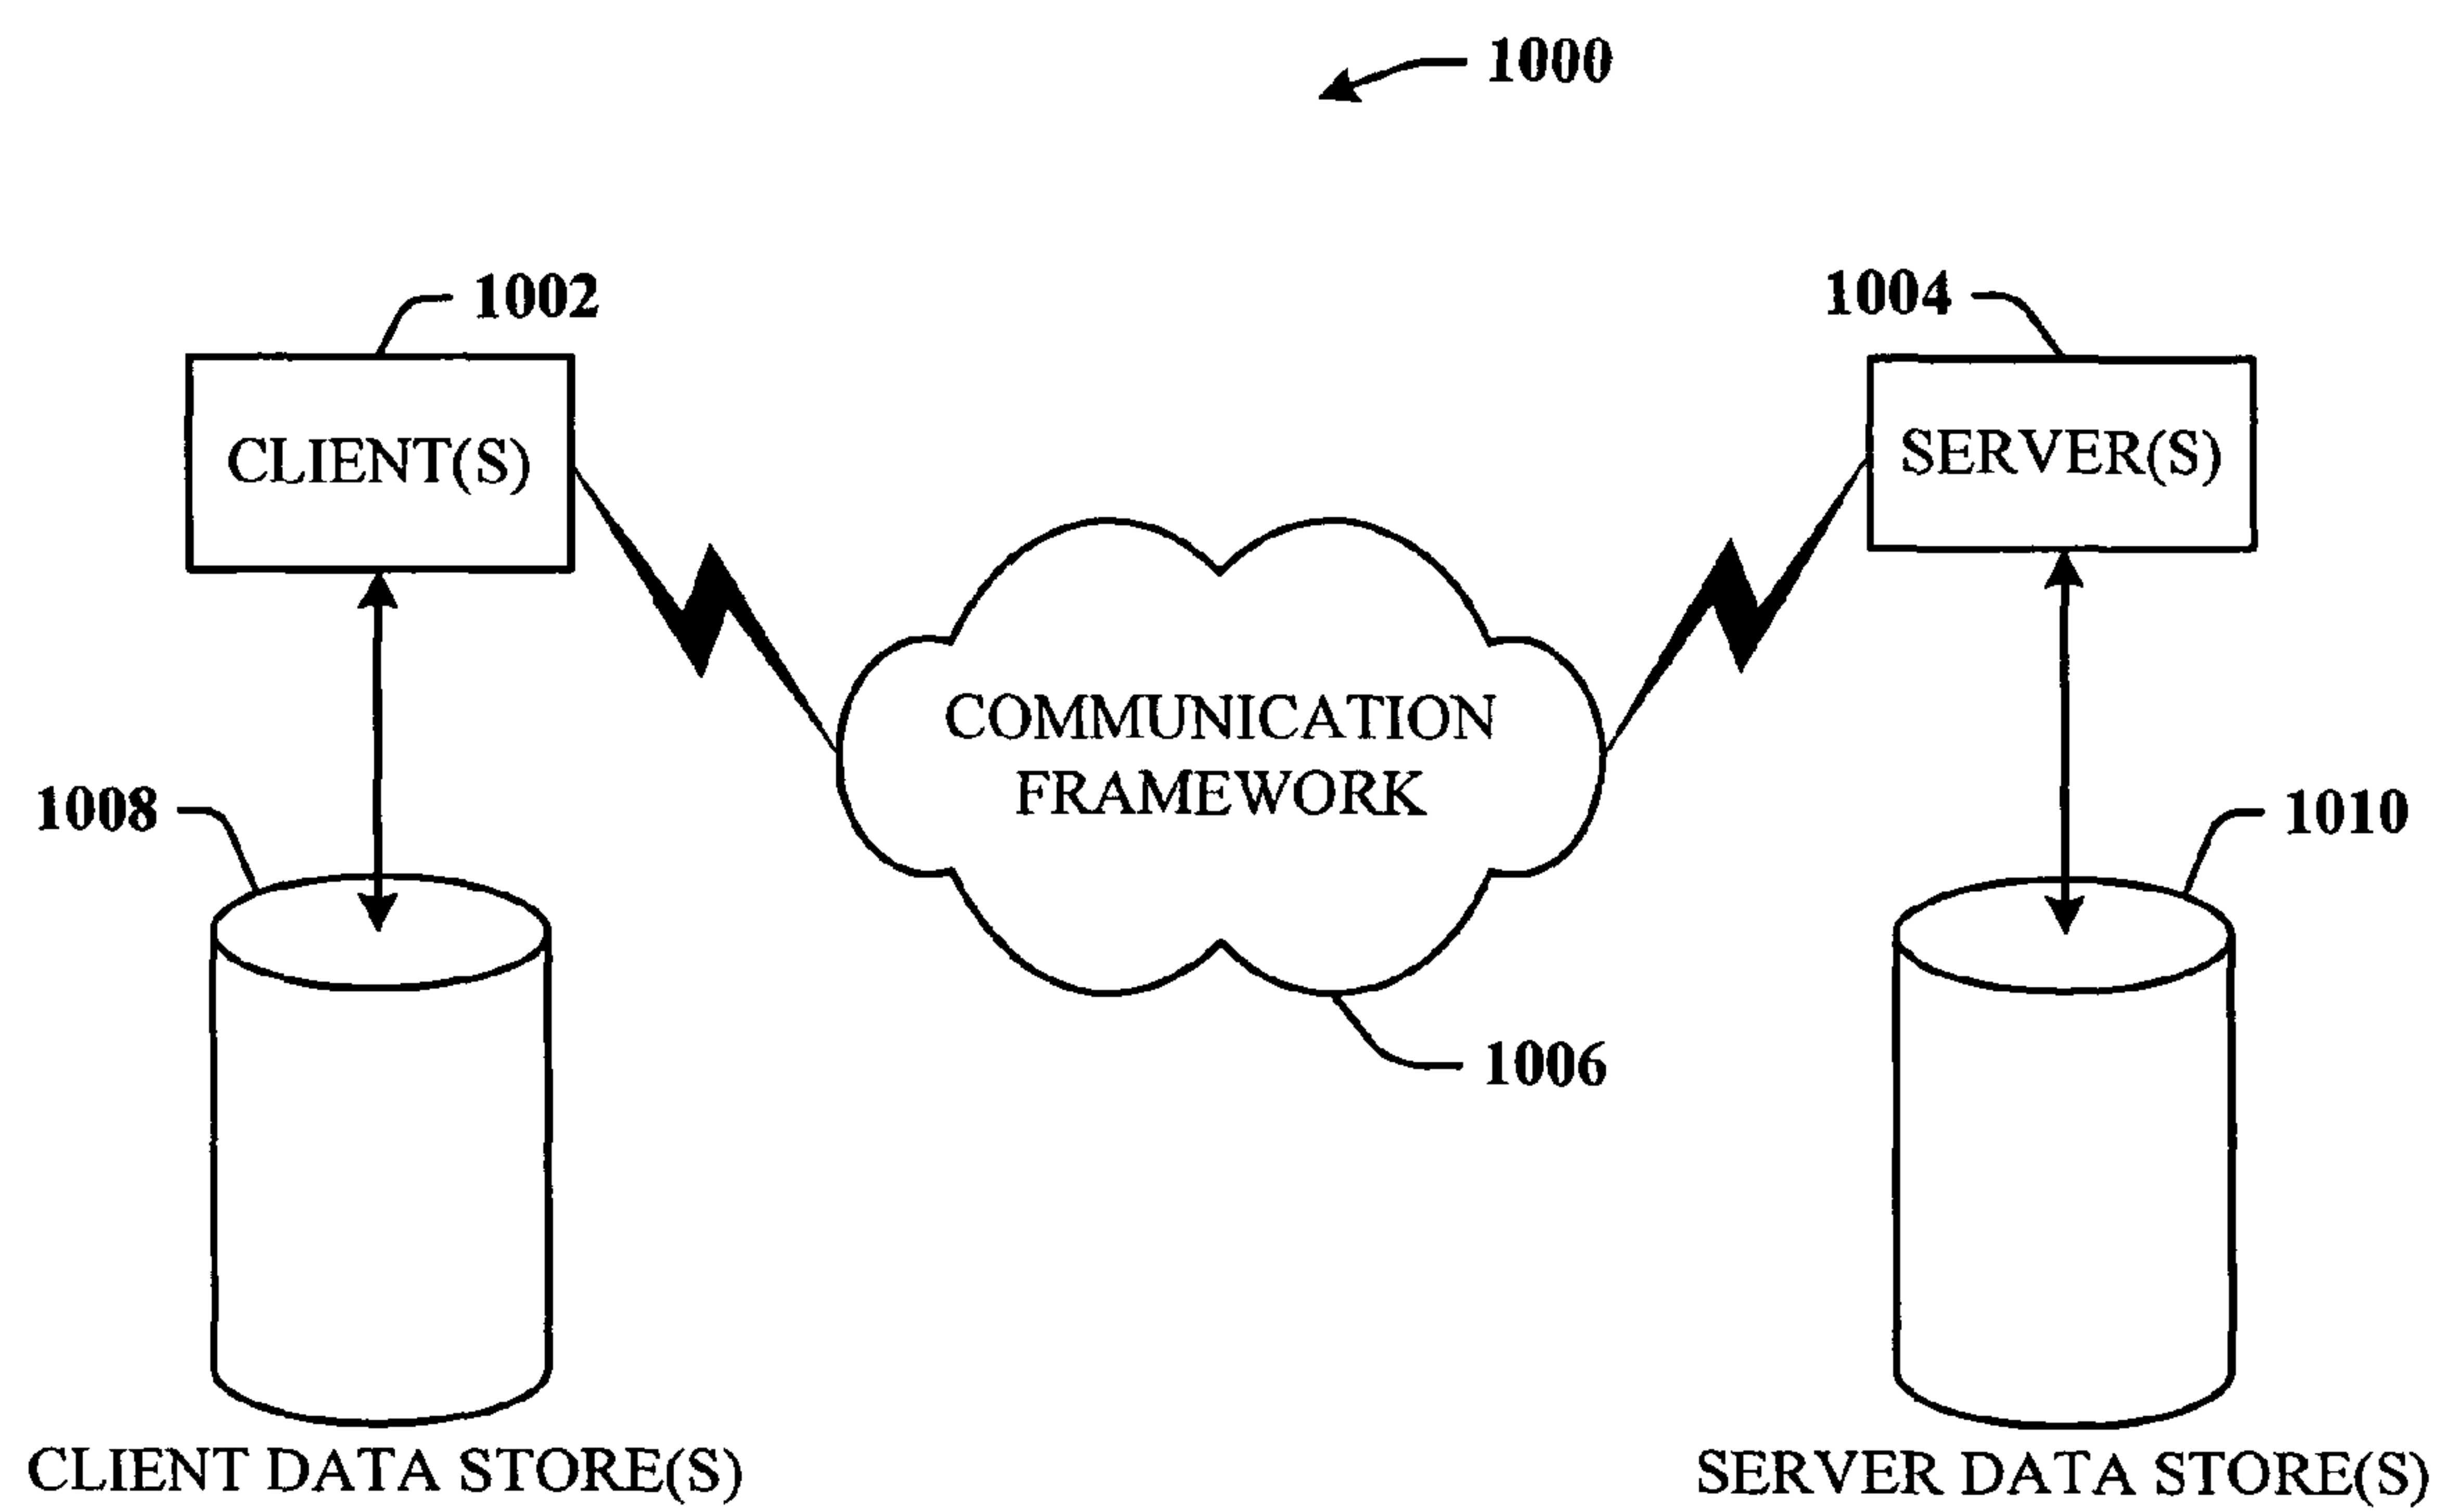 1000
1002
1004
CLIENT(S)
SERVER(S)
COMMUNICATION
FRAMEWORK
1008
1010
1006
CLIENT DATA STORE(S)
SERVER DATA STORE(S)